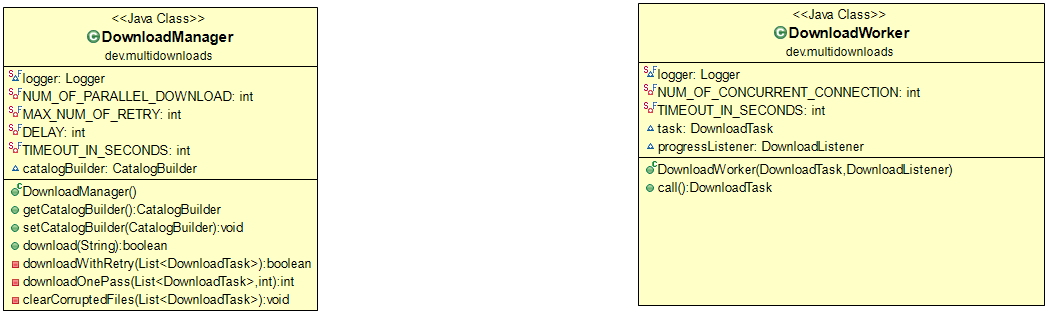 <<Java Class>>
DownloadManager
dev.multidownloads
logger: Logger
NUM_OF_PARALLEL_DOWNLOAD: int
MAX_NUM_OF_RETRY: int
DELAY: int
TIMEOUT_IN_SECONDS: int
catalogBuilder: CatalogBuilder
DownloadManager()
getCatalogBuilder():CatalogBuilder
setCatalogBuilder(CatalogBuilder):void
download(String):boolean
downloadWithRetry(List<DownloadTask>):boolean
downloadOnePass(List<DownloadTask>,int):int
clearCorruptedFiles(List<DownloadTask>):void
<<Java Class>>
DownloadWorker
dev.multidownloads
logger: Logger
NUM_OF_CONCURRENT_CONNECTION: int
TIMEOUT_IN_SECONDS: int
task: DownloadTask
progressListener: DownloadListener
DownloadWorker(DownloadTask,DownloadListener)
call():DownloadTask